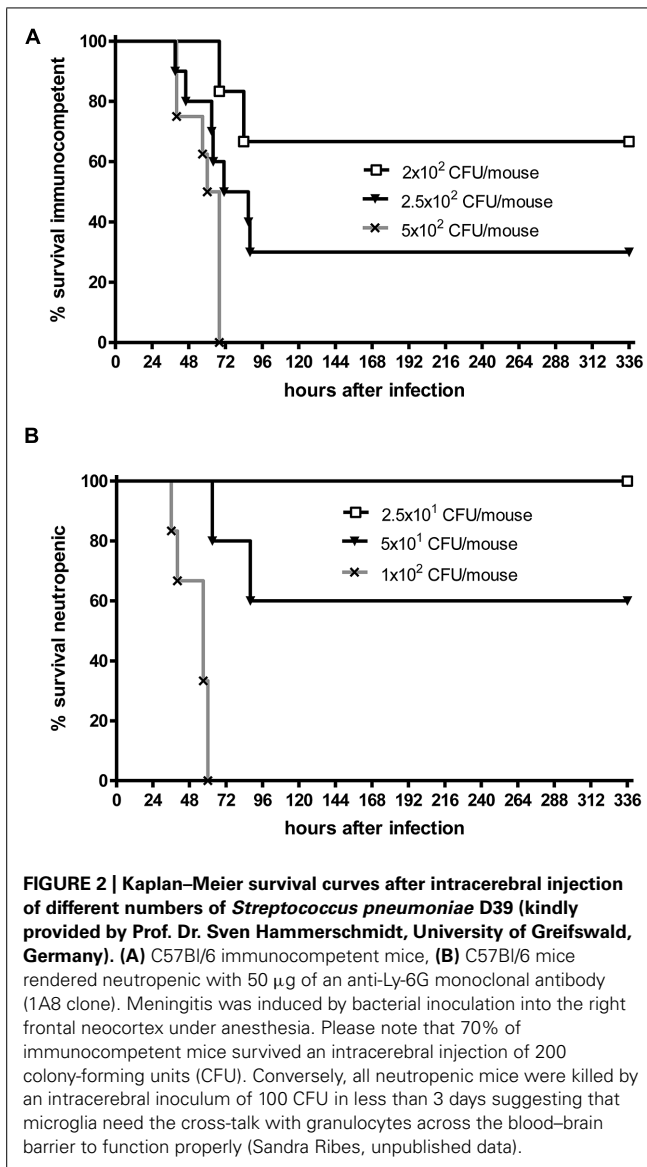 A
100
80
60
40
20
0
% survival immunocompetent
2x10² CFU/mouse
2.5x10² CFU/mouse
5x10² CFU/mouse
0 24 48 72 96 120 144 168 192 216 240 264 288 312 336
hours after infection
B
100
80
60
40
20
0
% survival neutropenic
2.5x10¹ CFU/mouse
5x10¹ CFU/mouse
1x10² CFU/mouse
0 24 48 72 96 120 144 168 192 216 240 264 288 312 336
hours after infection
FIGURE 2 | Kaplan–Meier survival curves after intracerebral injection
of different numbers of Streptococcus pneumoniae D39 (kindly
provided by Prof. Dr. Sven Hammerschmidt, University of Greifswald,
Germany). (A) C57Bl/6 immunocompetent mice, (B) C57Bl/6 mice
rendered neutropenic with 50 μg of an anti-Ly-6G monoclonal antibody
(1A8 clone). Meningitis was induced by bacterial inoculation into the right
frontal neocortex under anesthesia. Please note that 70% of
immunocompetent mice survived an intracerebral injection of 200
colony-forming units (CFU). Conversely, all neutropenic mice were killed by
an intracerebral inoculum of 100 CFU in less than 3 days suggesting that
microglia need the cross-talk with granulocytes across the blood–brain
barrier to function properly (Sandra Ribes, unpublished data).